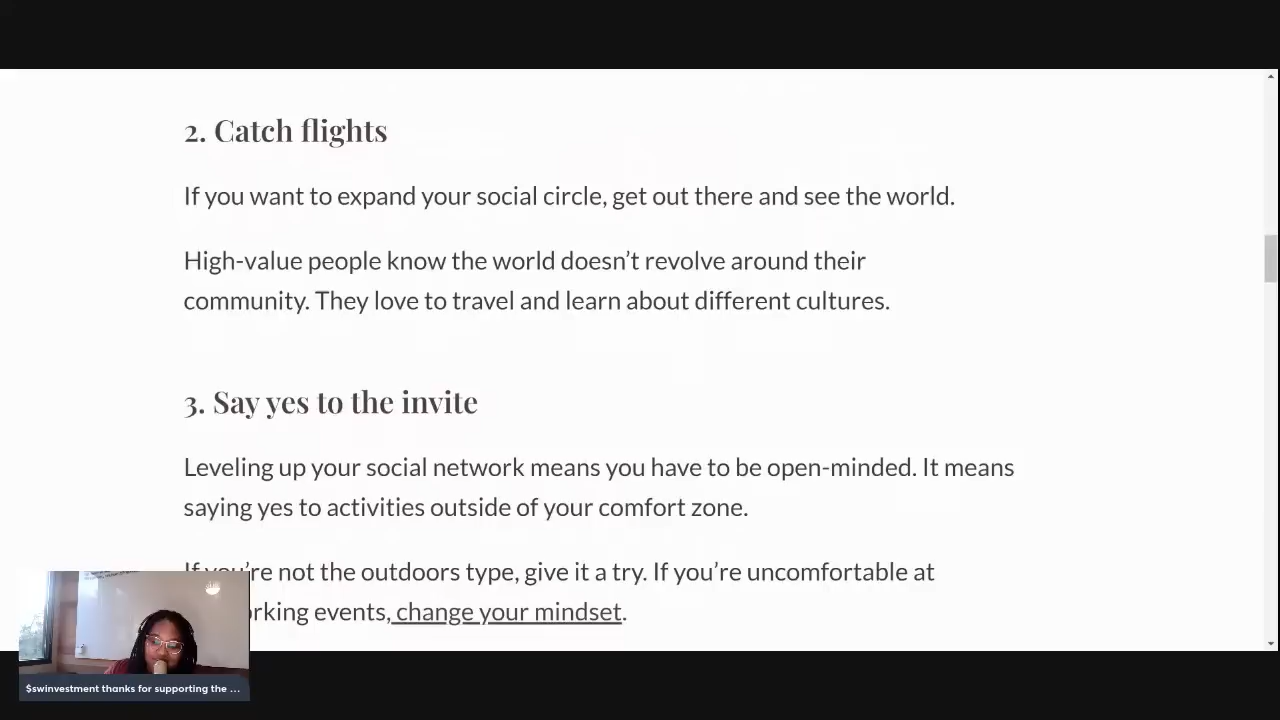 2. Catch flights
If you want to expand your social circle, get out there and see the world.
High-value people know the world doesn’t revolve around their
community. They love to travel and learn about different cultures.
3. Say yes to the invite
Leveling up your social network means you have to be open-minded. It means
saying yes to activities outside of your comfort zone.
If you’re not the outdoors type, give it a try. If you’re uncomfortable at
orking events, change your mindset.
$swinvestment thanks for supporting the ...